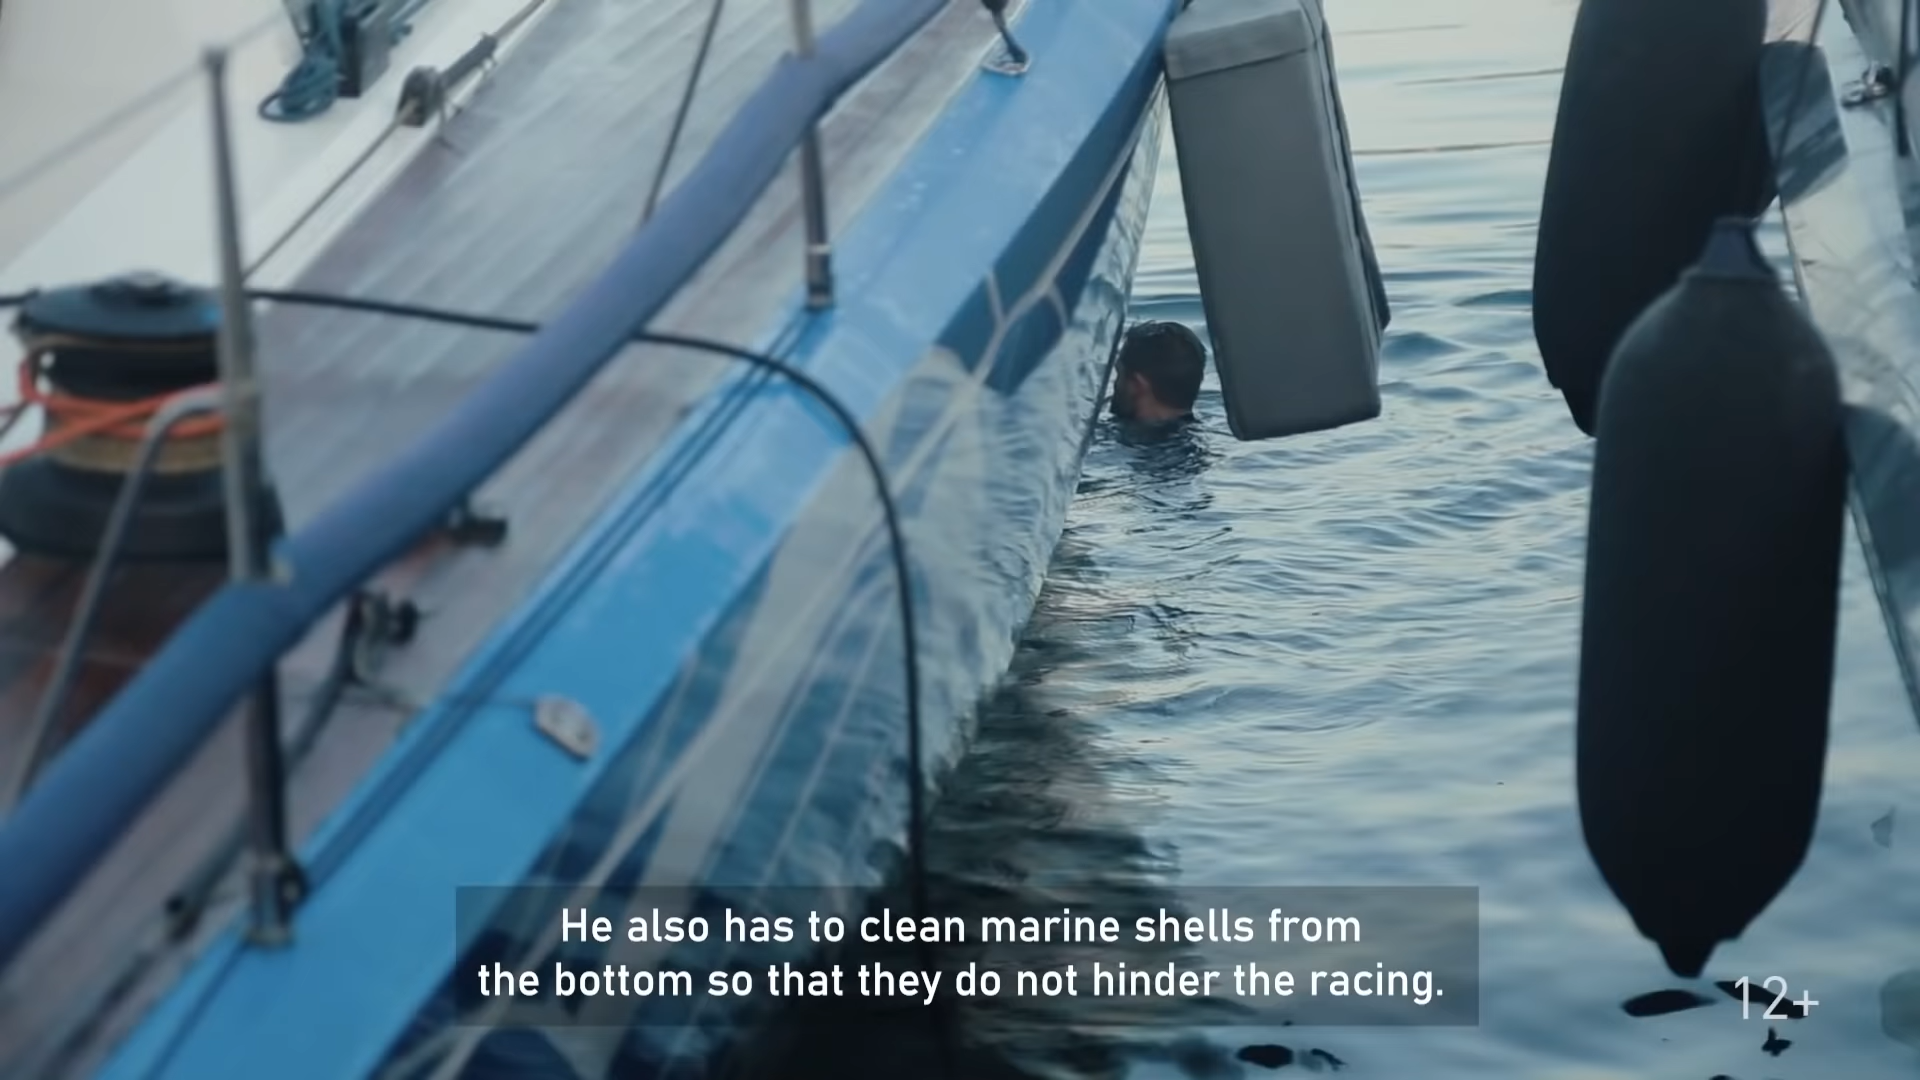 He also has to clean marine shells from
the bottom so that they do not hinder the racing.
12+